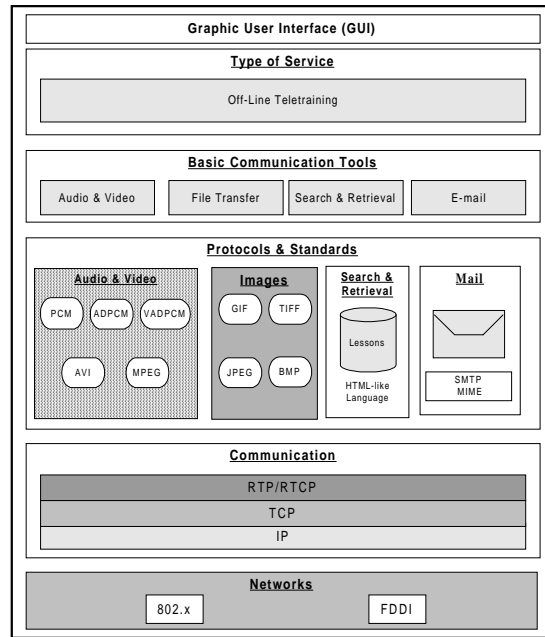 Graphic User Interface (GUI)
Type of Service
Off-Line Teletraining
Basic Communication Tools
Audio & Video
File Transfer
Search & Retrieval
E-mail
Protocols & Standards
Audio & Video
PCM
ADPCM
VADPCM
AVI
MPEG
Images
GIF
TIFF
JPEG
BMP
Search &
Retrieval
Lessons
HTML-like
Language
Mail
SMTP
MIME
Communication
RTP/RTCP
TCP
IP
Networks
802.x
FDDI